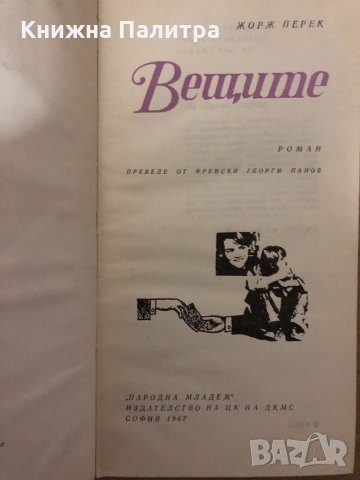 Книжна Палитра
ЖОРЖ ПЕРЕК
Вещите
РОМАН
ПРЕВЕДЕ ОТ ФРЕНСКИ ГЕОРГИ ПАНОВ
„НАРОДНА МЛАДЕЖ"
ИЗДАТЕЛСТВО НА ЦК НА ДКМС
СОФИЯ 1967
BAZAR